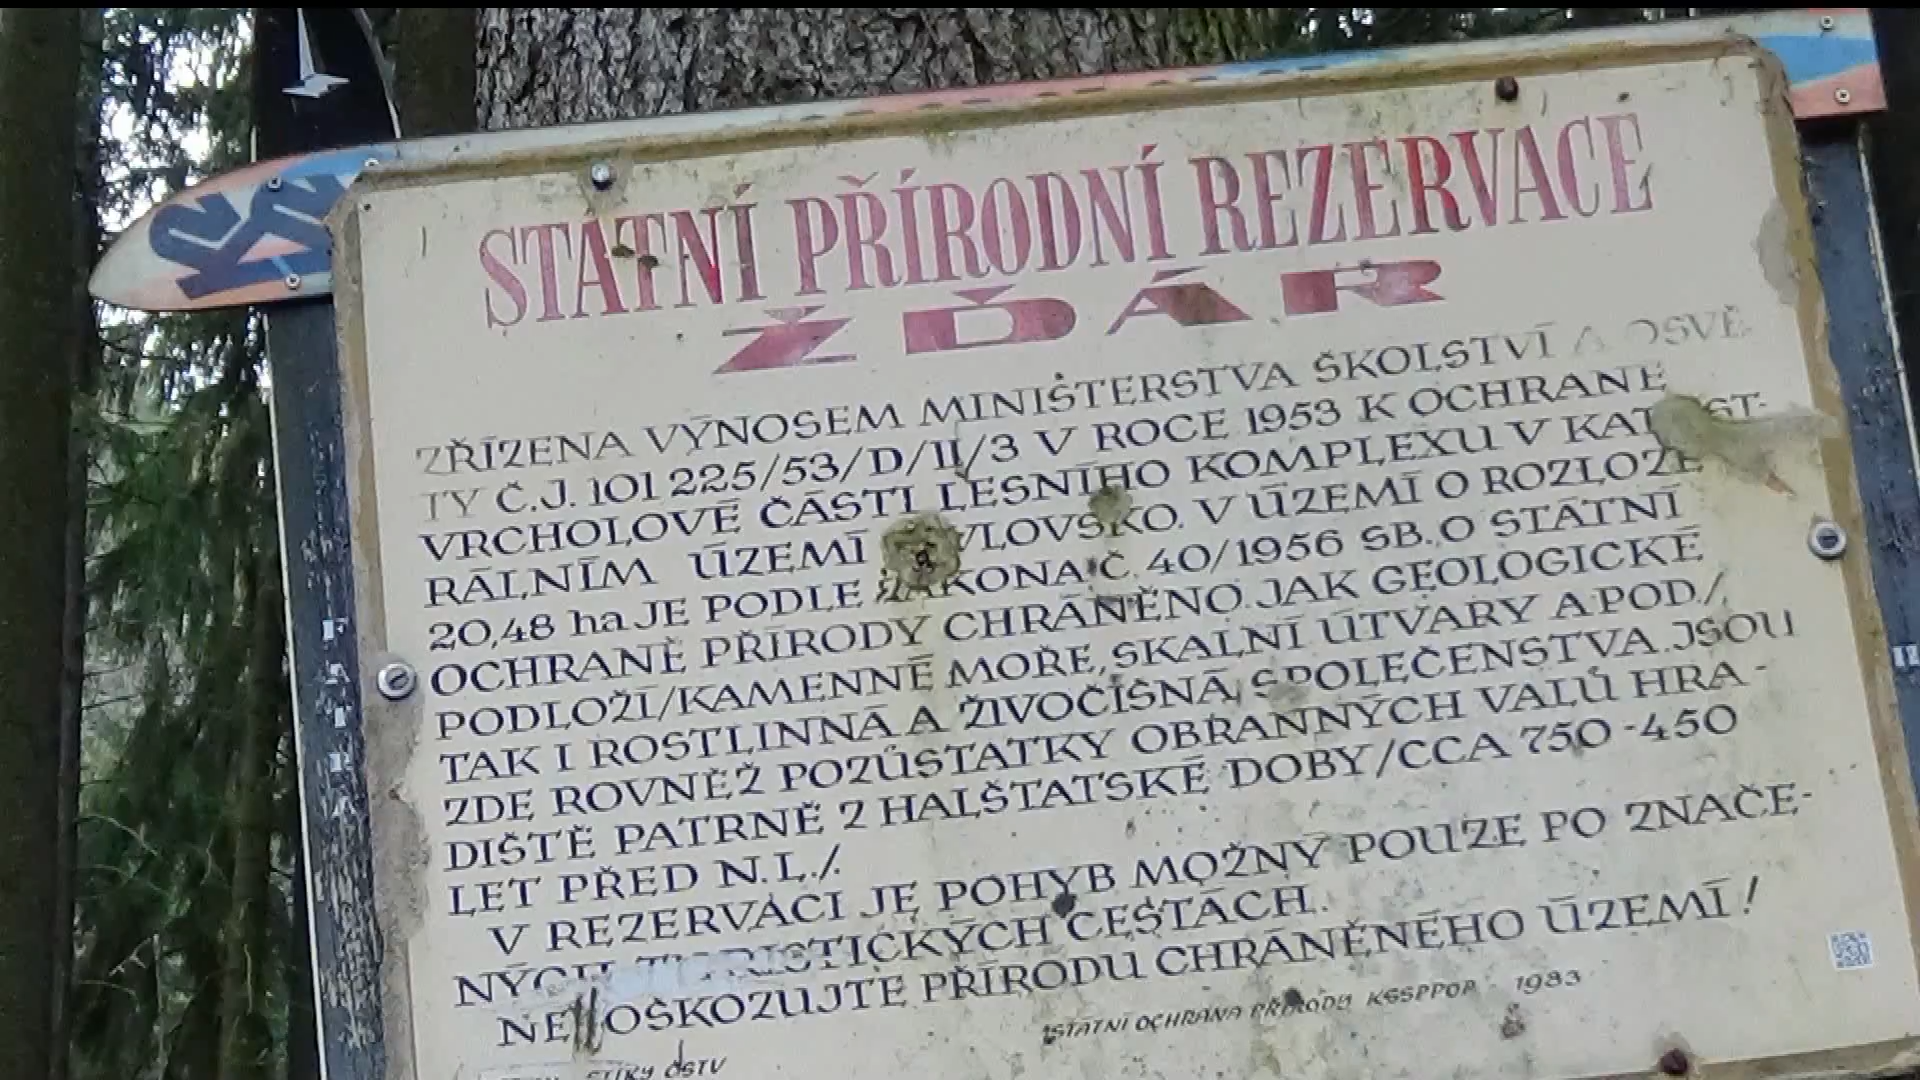 STÁTNÍ PŘÍRODNÍ REZERVACE
ŽĎÁR
ZŘÍZENA VÝNOSEM MINISTERSTVA ŠKOLSTVÍ A OSVĚ-
TY Č.J. 101 225/53/D/II/3 V ROCE 1953 K OCHRANĚ
VRCHOLOVÉ ČÁSTI LESNÍHO KOMPLEXU V KATAST-
RÁLNÍM ÚZEMÍ VLOVSKO. V ÚZEMÍ O ROZLOZE
20,48 ha JE PODLE ZÁKONA Č. 40/1956 SB. O STÁTNÍ
OCHRANĚ PŘÍRODY CHRÁNĚNO JAK GEOLOGICKÉ
PODLOŽÍ/KAMENNÉ MOŘE, SKALNÍ ÚTVARY A POD./,
TAK I ROSTLINNÁ A ŽIVOČIŠNÁ SPOLEČENSTVA. JSOU
ZDE ROVNĚŽ POZŮSTATKY OBRANNÝCH VALŮ HRA-
DIŠTĚ PATRNĚ Z HALŠTATSKÉ DOBY/CCA 750-450
LET PŘED N.L./.
V REZERVACI JE POHYB MOŽNÝ POUZE PO ZNAČE-
NÝCH TURISTICKÝCH CESTÁCH.
NEPOŠKOZUJTE PŘÍRODU CHRÁNĚNÉHO ÚZEMÍ!
STÁTNÍ OCHRANA PŘÍRODY KSSPPOP - 1983
ČSTV